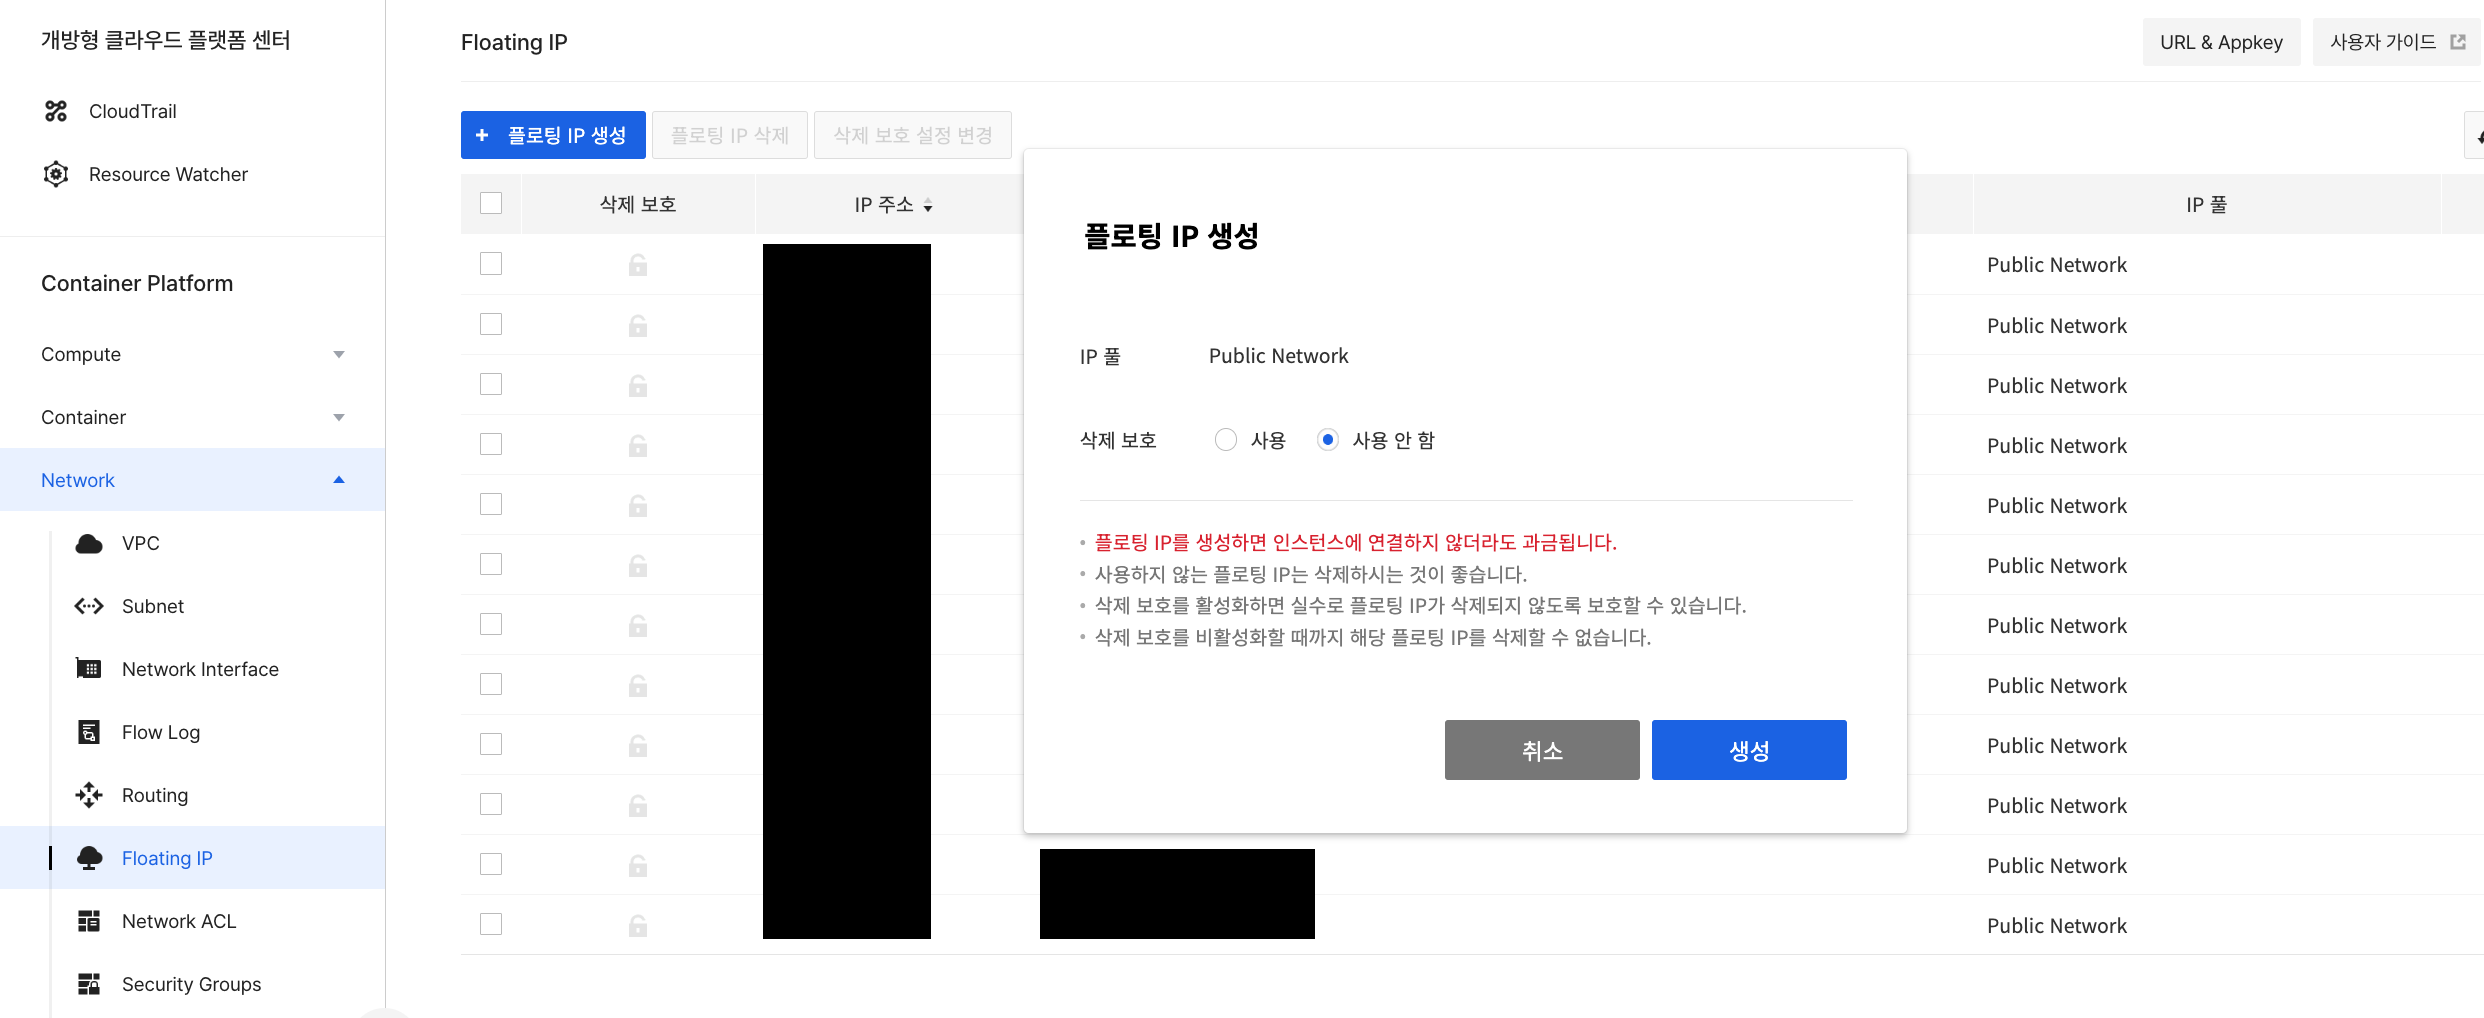 개방형 클라우드 플랫폼 센터
CloudTrail
Resource Watcher
Container Platform
Compute
Container
Network
VPC
Subnet
Network Interface
Flow Log
Routing
Floating IP
Network ACL
Security Groups
Floating IP
URL & Appkey
사용자 가이드
+ 플로팅 IP 생성
플로팅 IP 삭제
삭제 보호 설정 변경
삭제 보호
IP 주소
IP 풀
Public Network
Public Network
Public Network
Public Network
Public Network
Public Network
Public Network
Public Network
Public Network
Public Network
Public Network
Public Network
플로팅 IP 생성
IP 풀
Public Network
삭제 보호
사용
사용 안 함
• 플로팅 IP를 생성하면 인스턴스에 연결하지 않더라도 과금됩니다.
• 사용하지 않는 플로팅 IP는 삭제하시는 것이 좋습니다.
• 삭제 보호를 활성화하면 실수로 플로팅 IP가 삭제되지 않도록 보호할 수 있습니다.
• 삭제 보호를 비활성화할 때까지 해당 플로팅 IP를 삭제할 수 없습니다.
취소
생성